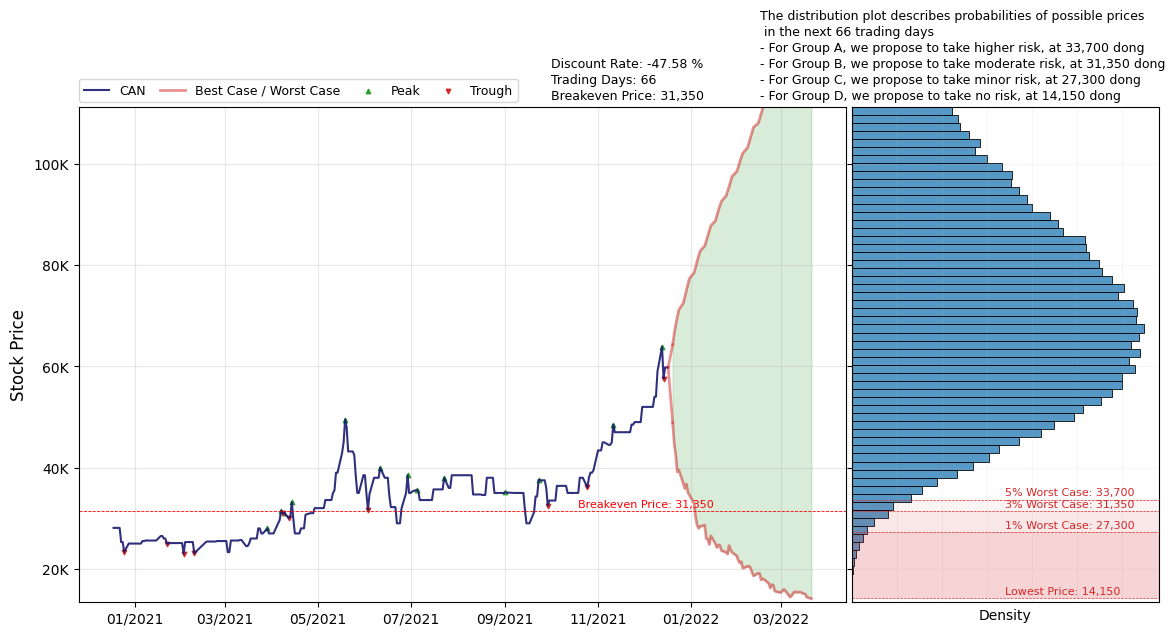 The distribution plot describes probabilities of possible prices
in the next 66 trading days
- For Group A, we propose to take higher risk, at 33,700 dong
- For Group B, we propose to take moderate risk, at 31,350 dong
- For Group C, we propose to take minor risk, at 27,300 dong
- For Group D, we propose to take no risk, at 14,150 dong
Discount Rate: -47.58 %
Trading Days: 66
Breakeven Price: 31,350
CAN Best Case / Worst Case Peak Trough
Stock Price
100K
80K
60K
40K
20K
Breakeven Price: 31,350
5% Worst Case: 33,700
3% Worst Case: 31,350
1% Worst Case: 27,300
Lowest Price: 14,150
01/2021 03/2021 05/2021 07/2021 09/2021 11/2021 01/2022 03/2022
Density